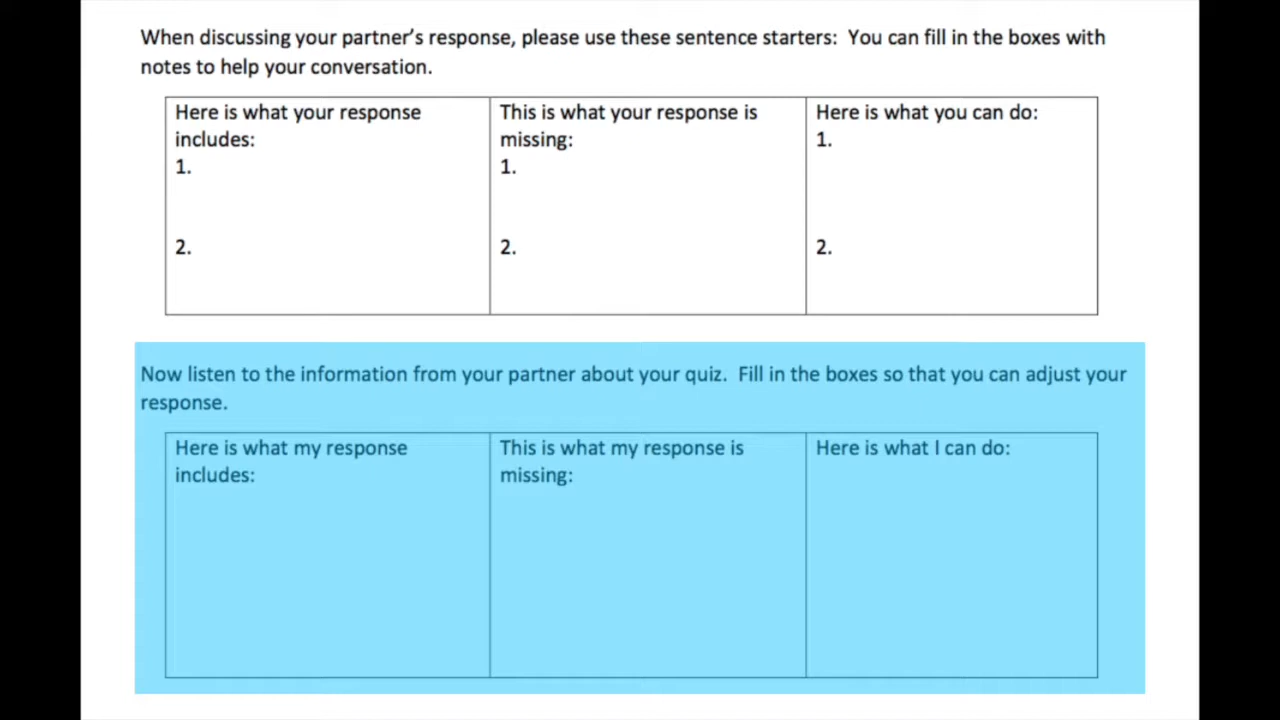 When discussing your partner's response, please use these sentence starters:  You can fill in the boxes with
notes to help your conversation.
Here is what your response
includes:
1.
2.
This is what your response is
missing:
1.
2.
Here is what you can do:
1.
2.
Now listen to the information from your partner about your quiz.  Fill in the boxes so that you can adjust your
response.
Here is what my response
includes:
This is what my response is
missing:
Here is what I can do: